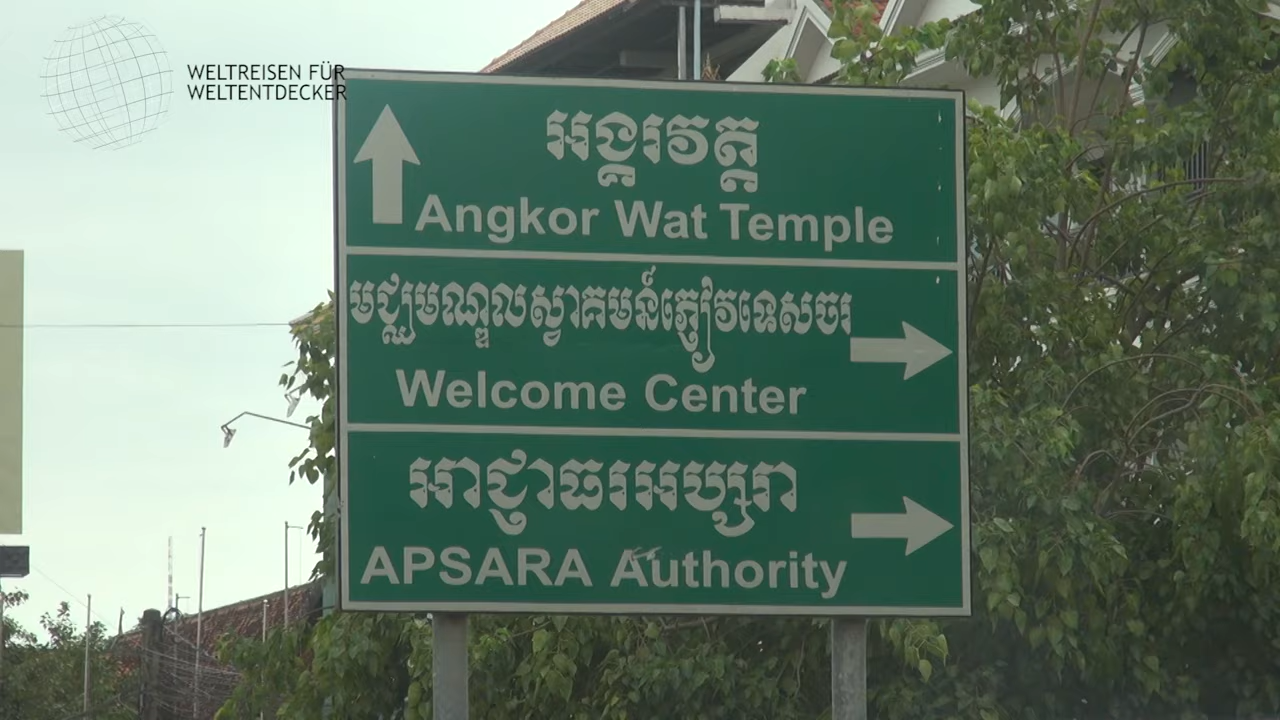 WELTREISEN FÜR
WELTENTDECKER
អង្គរវត្ត
Angkor Wat Temple
មជ្ឈមណ្ឌលស្វាគមន៍ភ្ញៀវទេសចរ
Welcome Center
អាជ្ញាធរអប្សរា
APSARA Authority